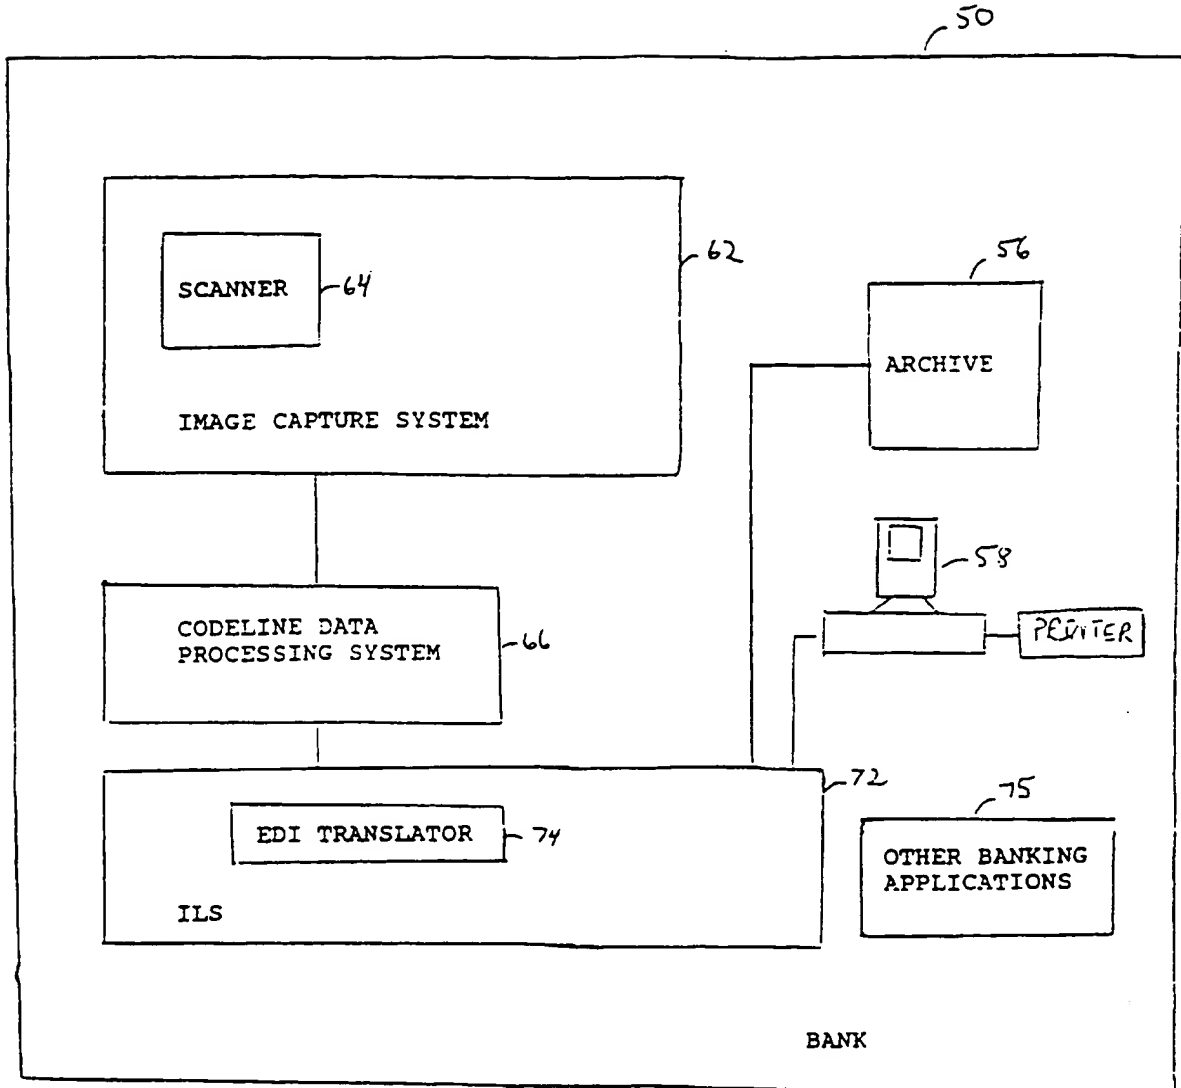 50
62
SCANNER
64
56
ARCHIVE
IMAGE CAPTURE SYSTEM
58
PRINTER
CODELINE DATA
PROCESSING SYSTEM
66
72
75
EDI TRANSLATOR
74
OTHER BANKING
APPLICATIONS
ILS
BANK